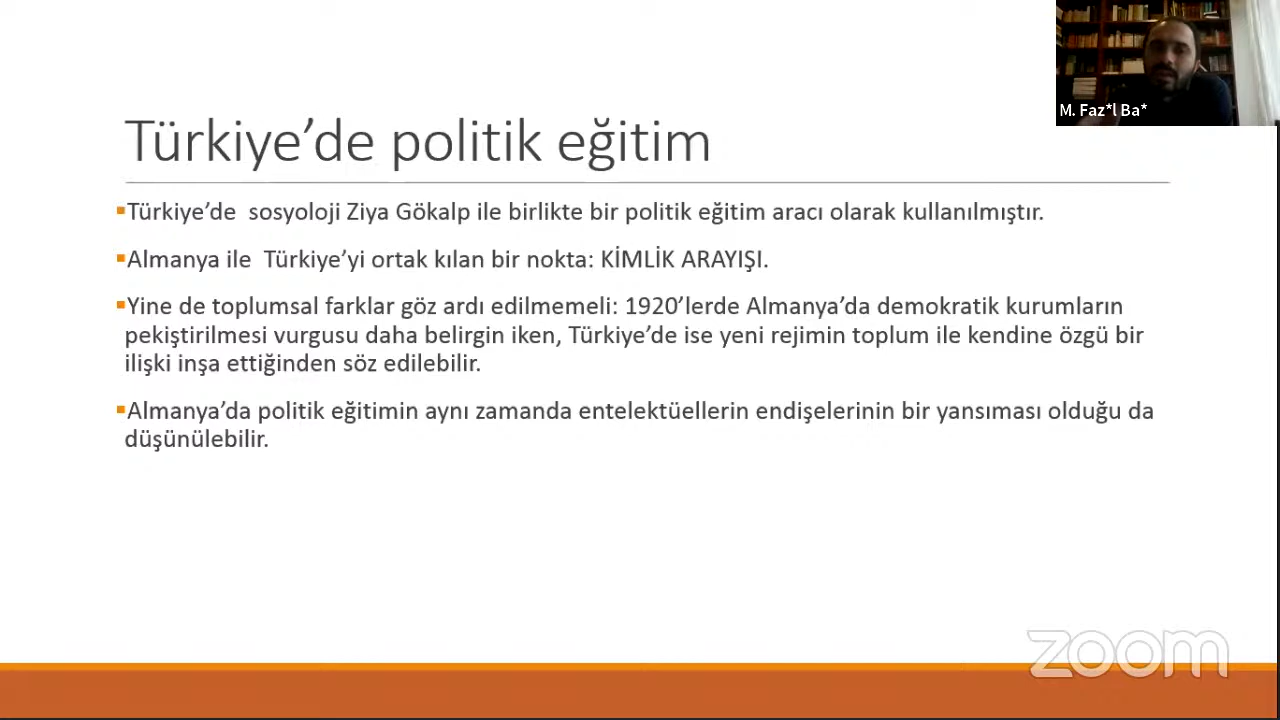 M. Faz*l Ba*
Türkiye’de politik eğitim
Türkiye’de sosyoloji Ziya Gökalp ile birlikte bir politik eğitim aracı olarak kullanılmıştır.
Almanya ile Türkiye’yi ortak kılan bir nokta: KİMLİK ARAYIŞI.
Yine de toplumsal farklar göz ardı edilmemeli: 1920’lerde Almanya’da demokratik kurumların
pekiştirilmesi vurgusu daha belirgin iken, Türkiye’de ise yeni rejimin toplum ile kendine özgü bir
ilişki inşa ettiğinden söz edilebilir.
Almanya’da politik eğitimin aynı zamanda entelektüellerin endişelerinin bir yansıması olduğu da
düşünülebilir.
zoom